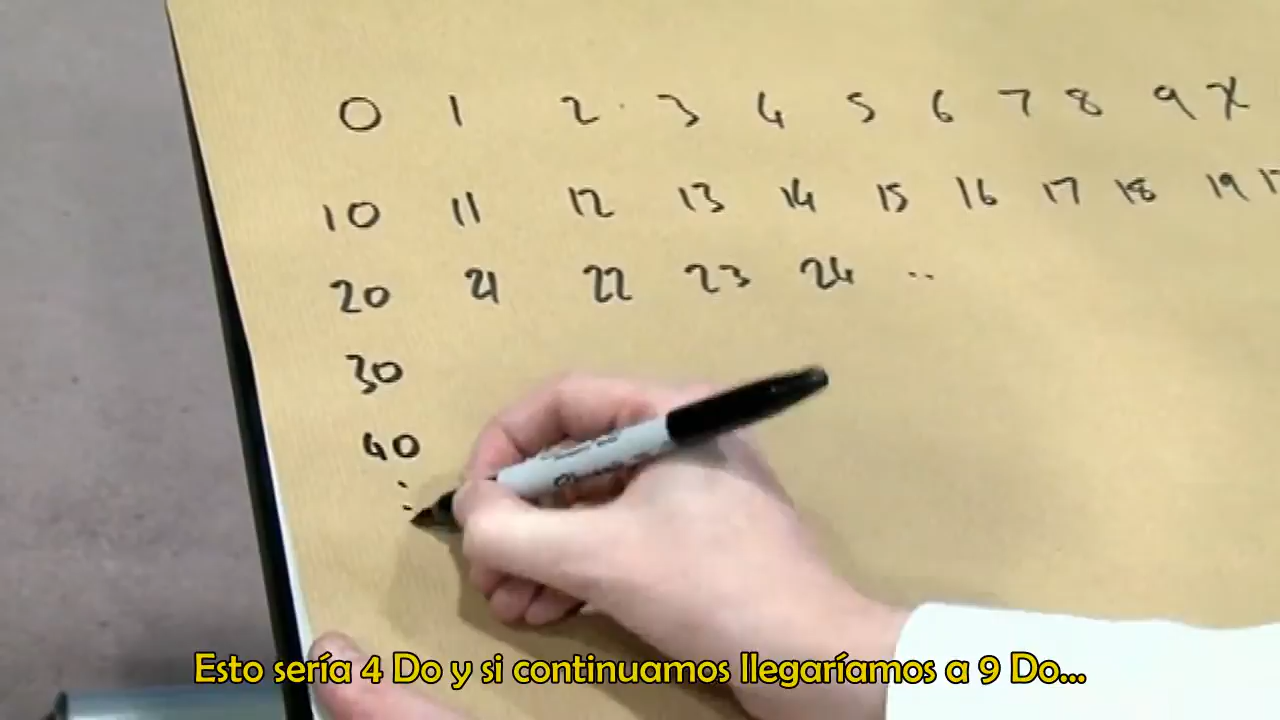 0 1 2 3 4 5 6 7 8 9 X
10 11 12 13 14 15 16 17 18 19
20 21 22 23 24 ..
30
40
:
Esto sería 4 Do y si continuamos llegaríamos a 9 Do...